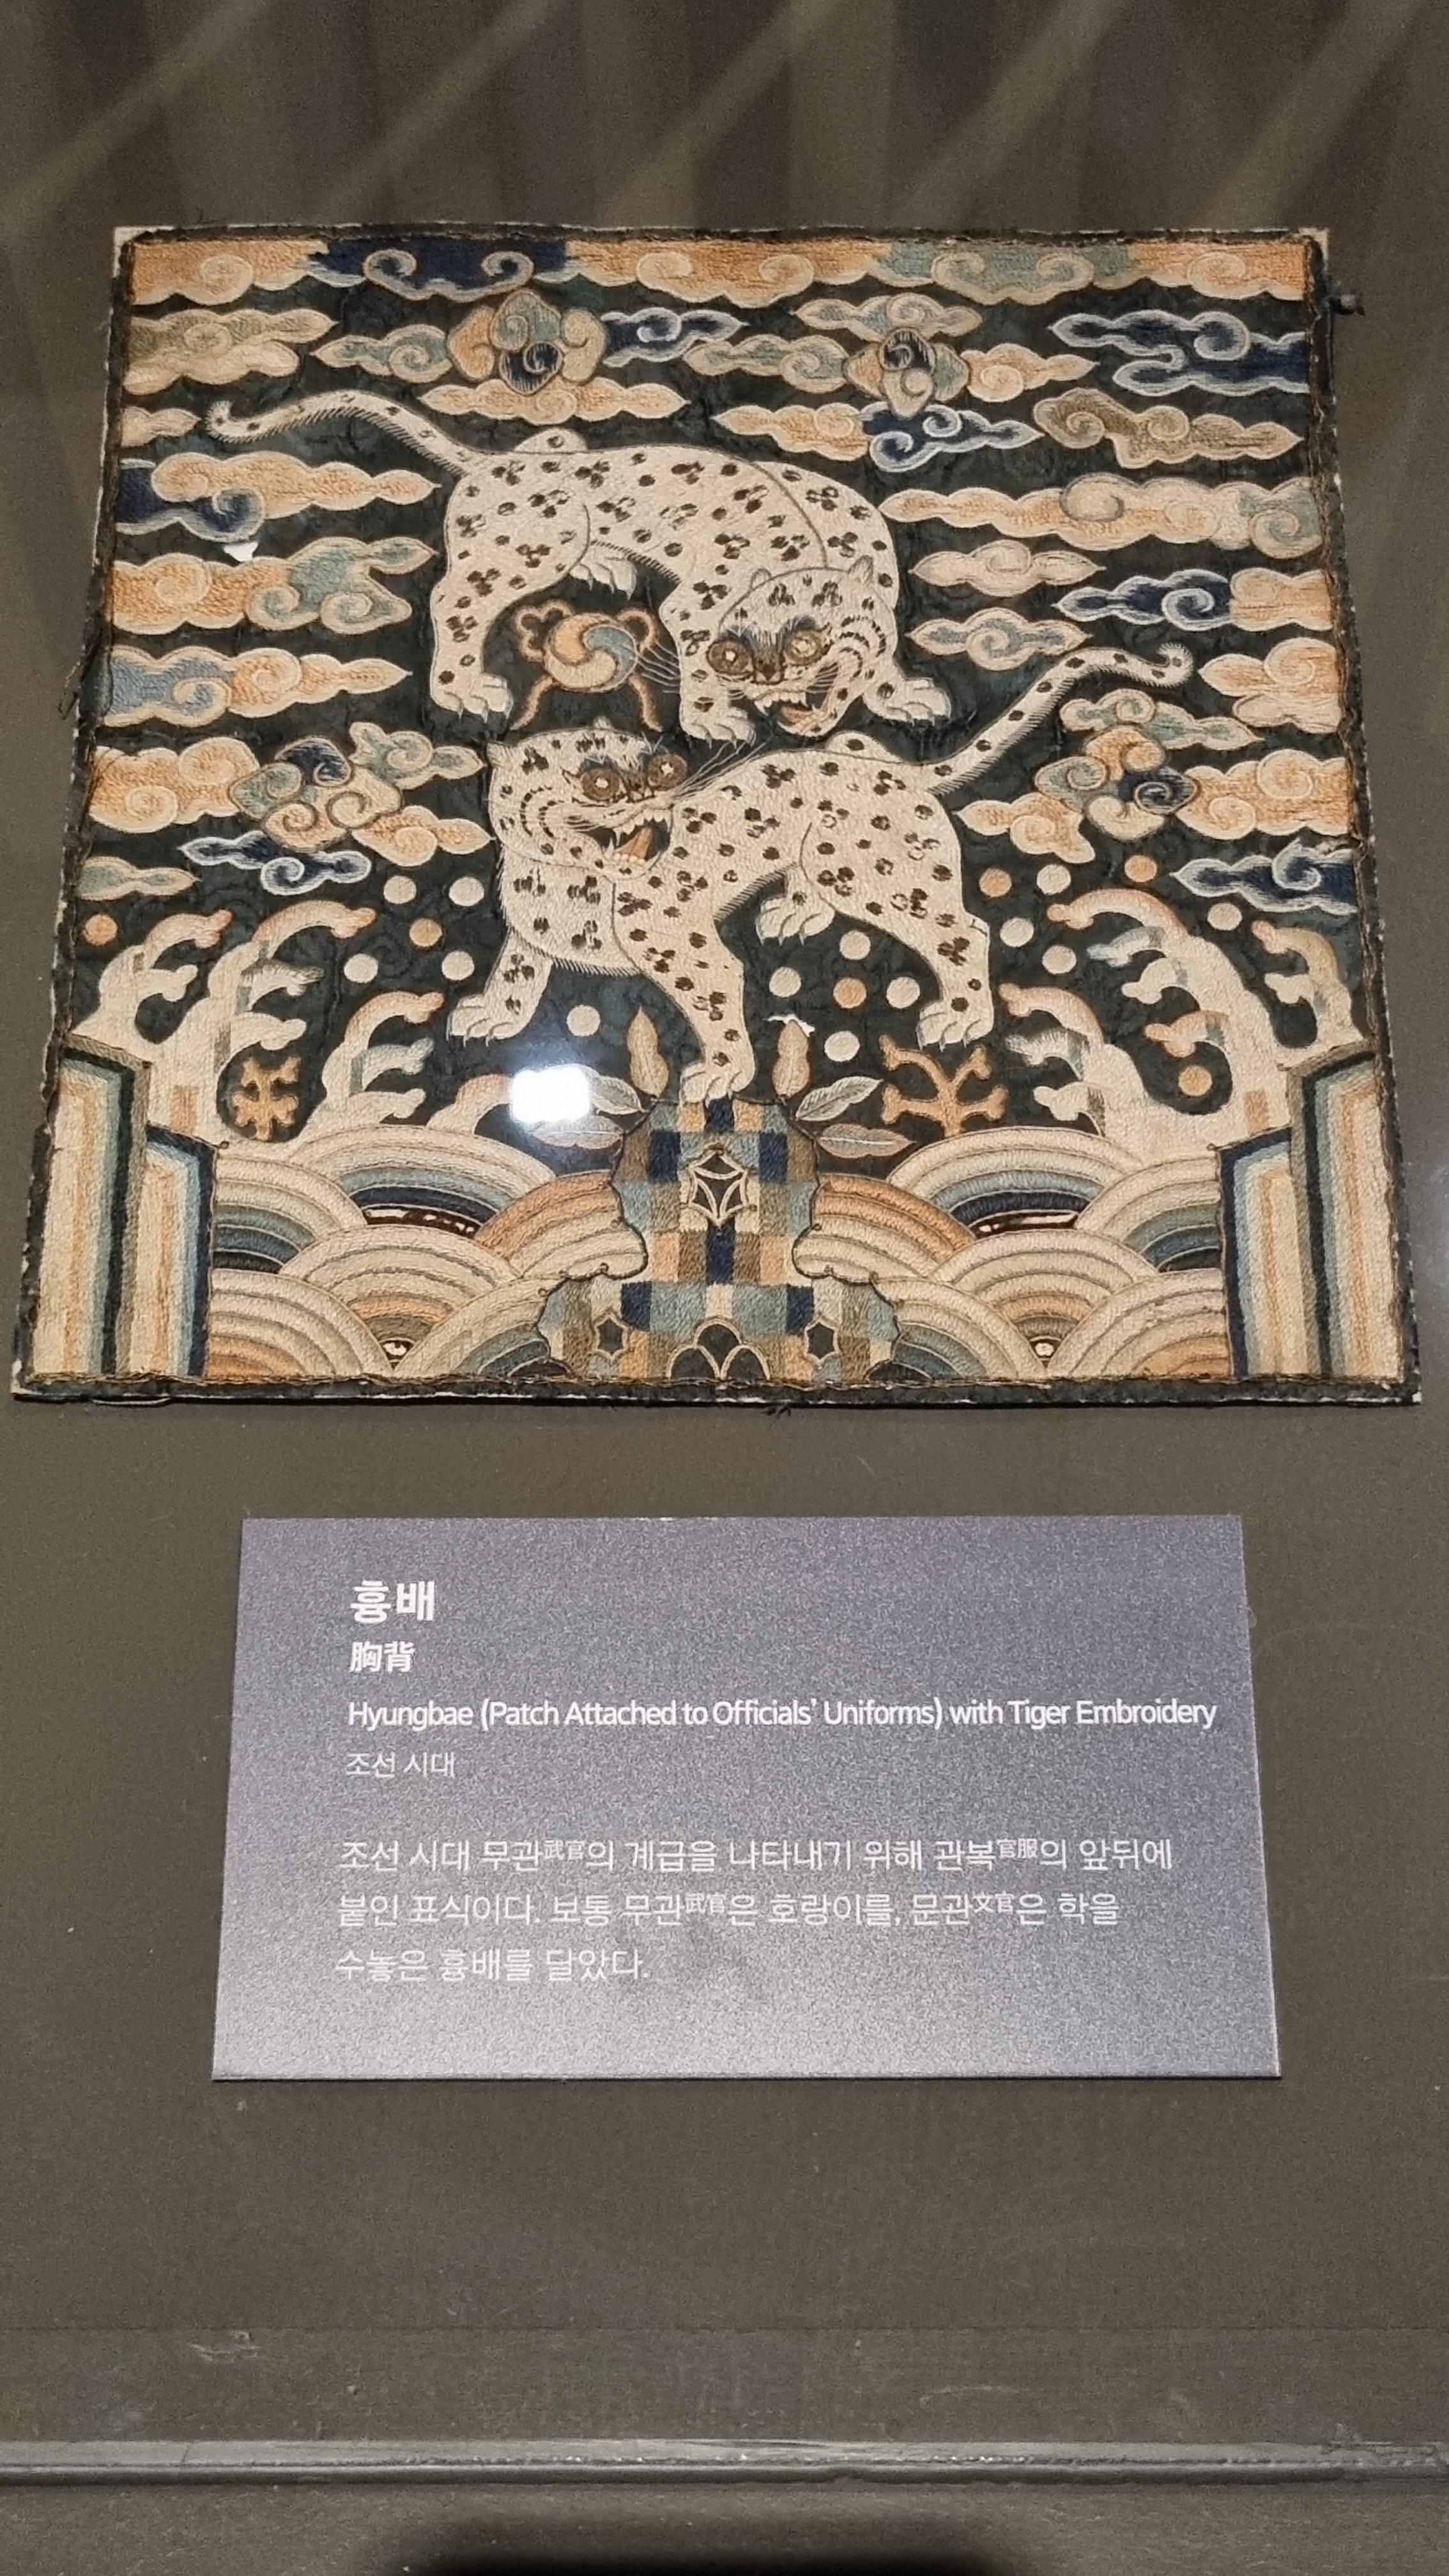 흉배
胸背
Hyungbae (Patch Attached to Officials’ Uniforms) with Tiger Embroidery
조선 시대
조선 시대 무관武官의 계급을 나타내기 위해 관복官服의 앞뒤에
붙인 표식이다. 보통 무관武官은 호랑이를, 문관文官은 학을
수놓은 흉배를 달았다.